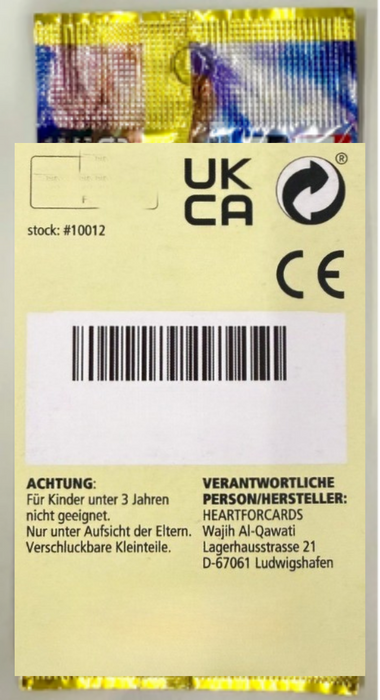 UK
CA
®
CE
stock: #10012
ACHTUNG:
Für Kinder unter 3 Jahren
nicht geeignet.
Nur unter Aufsicht der Eltern.
Verschluckbare Kleinteile.
VERANTWORTLICHE
PERSON/HERSTELLER:
HEARTFORCARDS
Wajih Al-Qawati
Lagerhausstrasse 21
D-67061 Ludwigshafen